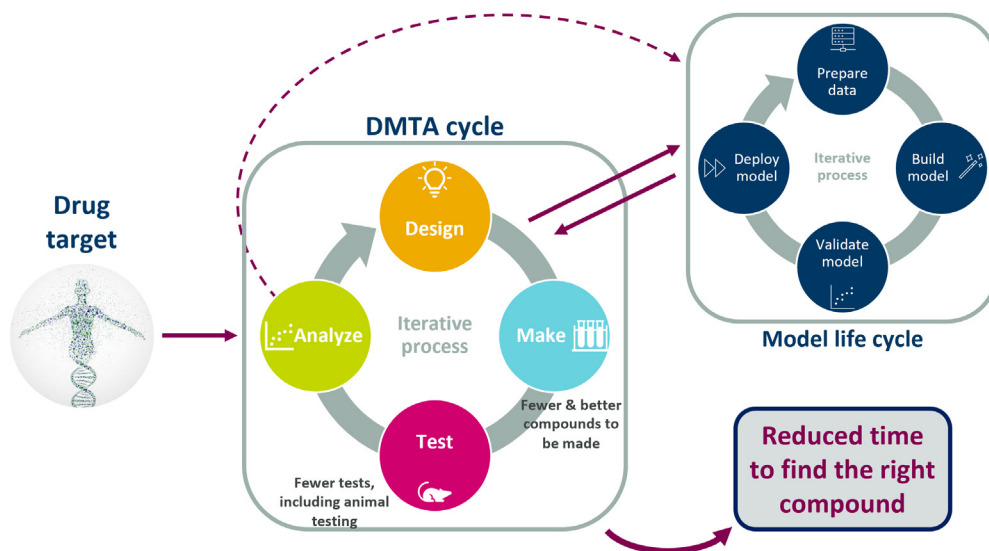 Drug
target
DMTA cycle
Design
Make
Fewer & better
compounds to
be made
Test
Fewer tests,
including animal
testing
Analyze
Iterative
process
Prepare
data
Build
model
Validate
model
Deploy
model
Iterative
process
Model life cycle
Reduced time
to find the right
compound